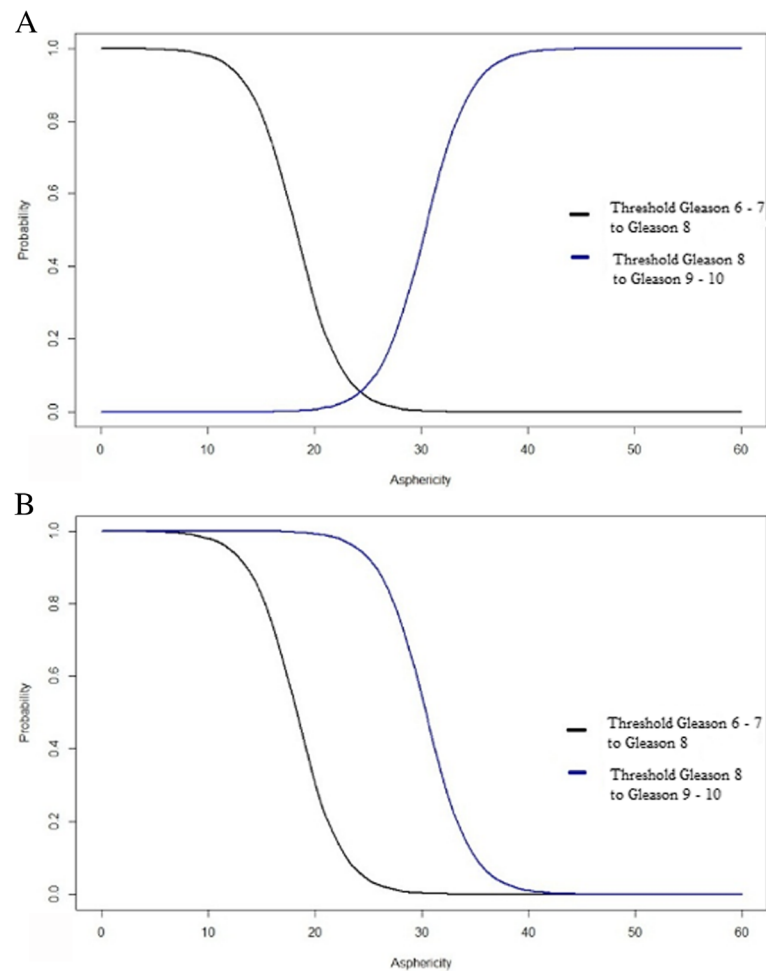 A
1.0
0.8
0.6
0.4
0.2
0.0
Probability
Threshold Gleason 6 - 7
to Gleason 8
Threshold Gleason 8
to Gleason 9 - 10
0 10 20 30 40 50 60
Asphericity
B
1.0
0.8
0.6
0.4
0.2
0.0
Probability
Threshold Gleason 6 - 7
to Gleason 8
Threshold Gleason 8
to Gleason 9 - 10
0 10 20 30 40 50 60
Asphericity